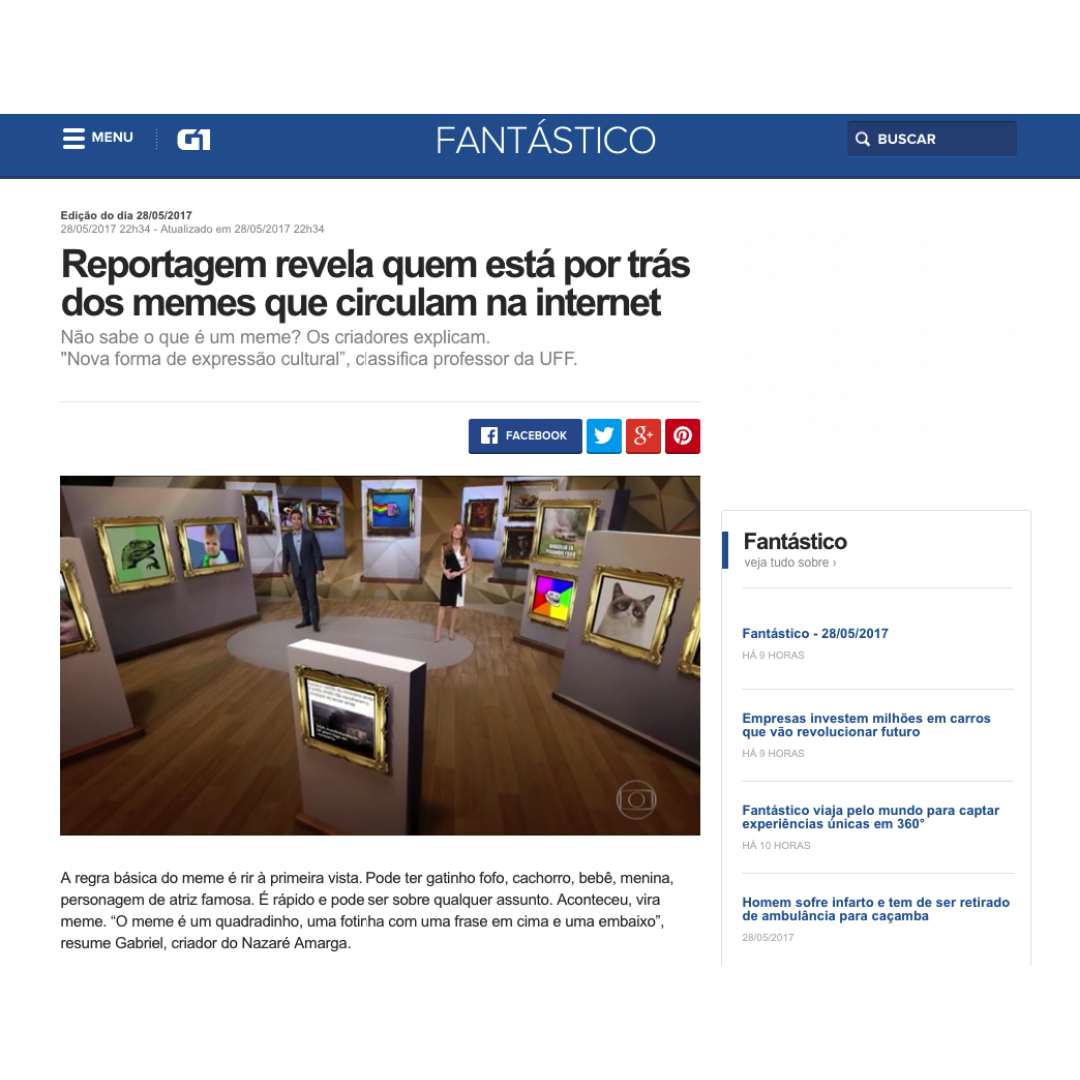 MENU
G1
FANTÁSTICO
BUSCAR
Edição do dia 28/05/2017
28/05/2017 22h34 - Atualizado em 28/05/2017 22h34
Reportagem revela quem está por trás
dos memes que circulam na internet
Não sabe o que é um meme? Os criadores explicam.
"Nova forma de expressão cultural”, classifica professor da UFF.
FACEBOOK
g+
A regra básica do meme é rir à primeira vista. Pode ter gatinho fofo, cachorro, bebê, menina,
personagem de atriz famosa. É rápido e pode ser sobre qualquer assunto. Aconteceu, vira
meme. “O meme é um quadradinho, uma fotinha com uma frase em cima e uma embaixo”,
resume Gabriel, criador do Nazaré Amarga.
Fantástico
veja tudo sobre ›
Fantástico - 28/05/2017
HÁ 9 HORAS
Empresas investem milhões em carros
que vão revolucionar futuro
HÁ 9 HORAS
Fantástico viaja pelo mundo para captar
experiências únicas em 360°
HÁ 10 HORAS
Homem sofre infarto e tem de ser retirado
de ambulância para caçamba
28/05/2017